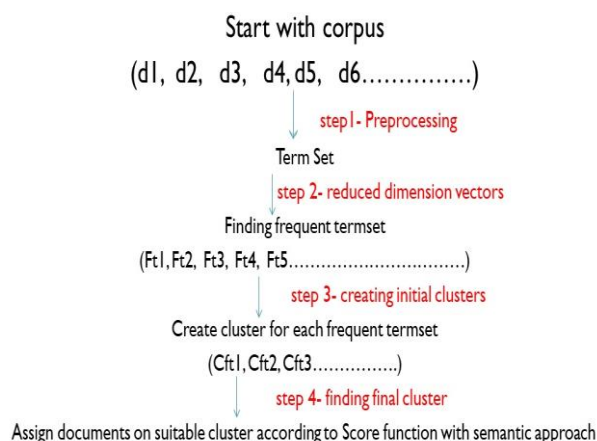 Start with corpus
(d1, d2, d3, d4, d5, d6...............)
step1- Preprocessing
Term Set
step 2- reduced dimension vectors
Finding frequent termset
(Ft1, Ft2, Ft3, Ft4, Ft5.................................)
step 3- creating initial clusters
Create cluster for each frequent termset
(Cft1, Cft2, Cft3................)
step 4- finding final cluster
Assign documents on suitable cluster according to Score function with semantic approach